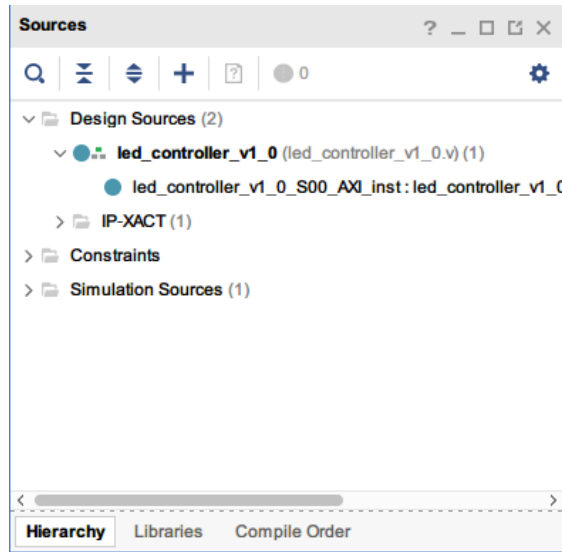 Sources ? _
0
Design Sources (2)
led_controller_v1_0 (led_controller_v1_0.v) (1)
led_controller_v1_0_S00_AXI_inst : led_controller_v1_0
IP-XACT (1)
Constraints
Simulation Sources (1)
Hierarchy Libraries Compile Order